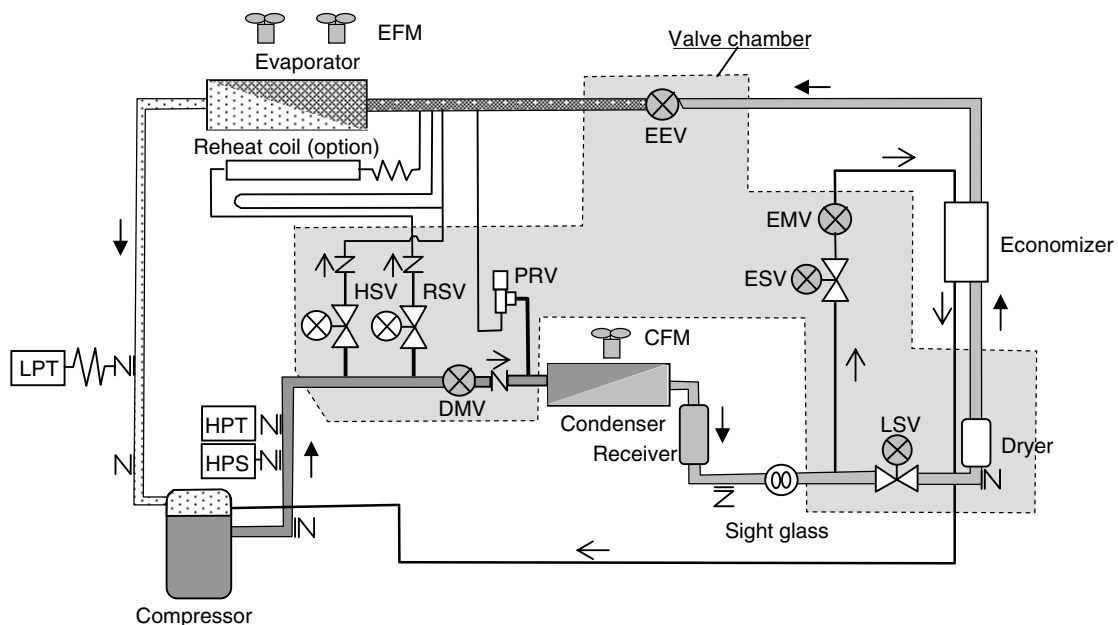 EFM
Valve chamber
Evaporator
EEV
Reheat coil (option)
EMV
Economizer
PRV
ESV
HSV
RSV
CFM
LPT
DMV
Condenser
HPT
LSV
Receiver
Dryer
HPS
Sight glass
Compressor